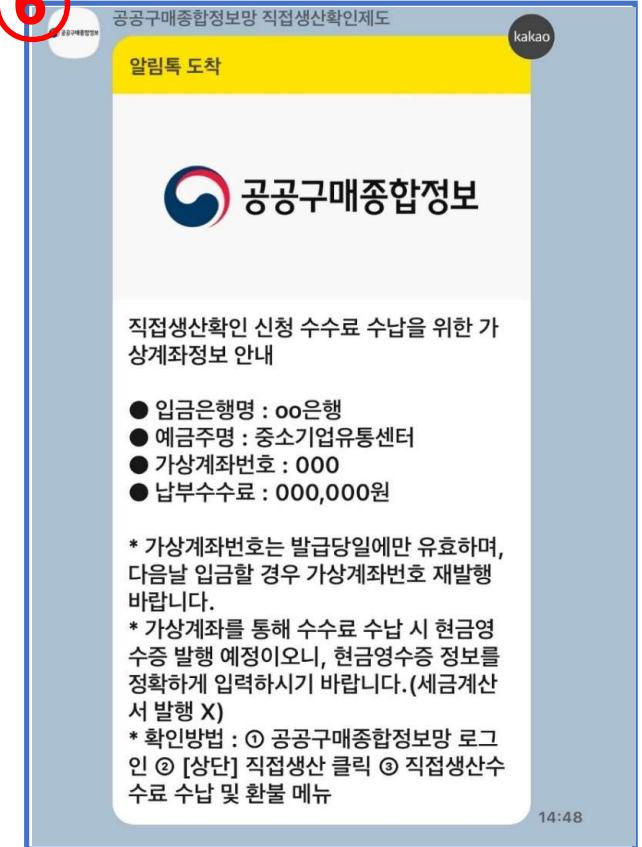 6
공공구매종합정보망 직접생산확인제도
kakao
알림톡 도착
공공구매종합정보
직접생산확인 신청 수수료 수납을 위한 가
상계좌정보 안내
● 입금은행명 : oo은행
● 예금주명 : 중소기업유통센터
● 가상계좌번호 : 000
● 납부수수료 : 000,000원
* 가상계좌번호는 발급당일에만 유효하며,
다음날 입금할 경우 가상계좌번호 재발행
바랍니다.
* 가상계좌를 통해 수수료 수납 시 현금영
수증 발행 예정이오니, 현금영수증 정보를
정확하게 입력하시기 바랍니다.(세금계산
서 발행 X)
* 확인방법 : ① 공공구매종합정보망 로그
인 ② [상단] 직접생산 클릭 ③ 직접생산수
수료 수납 및 환불 메뉴
14:48